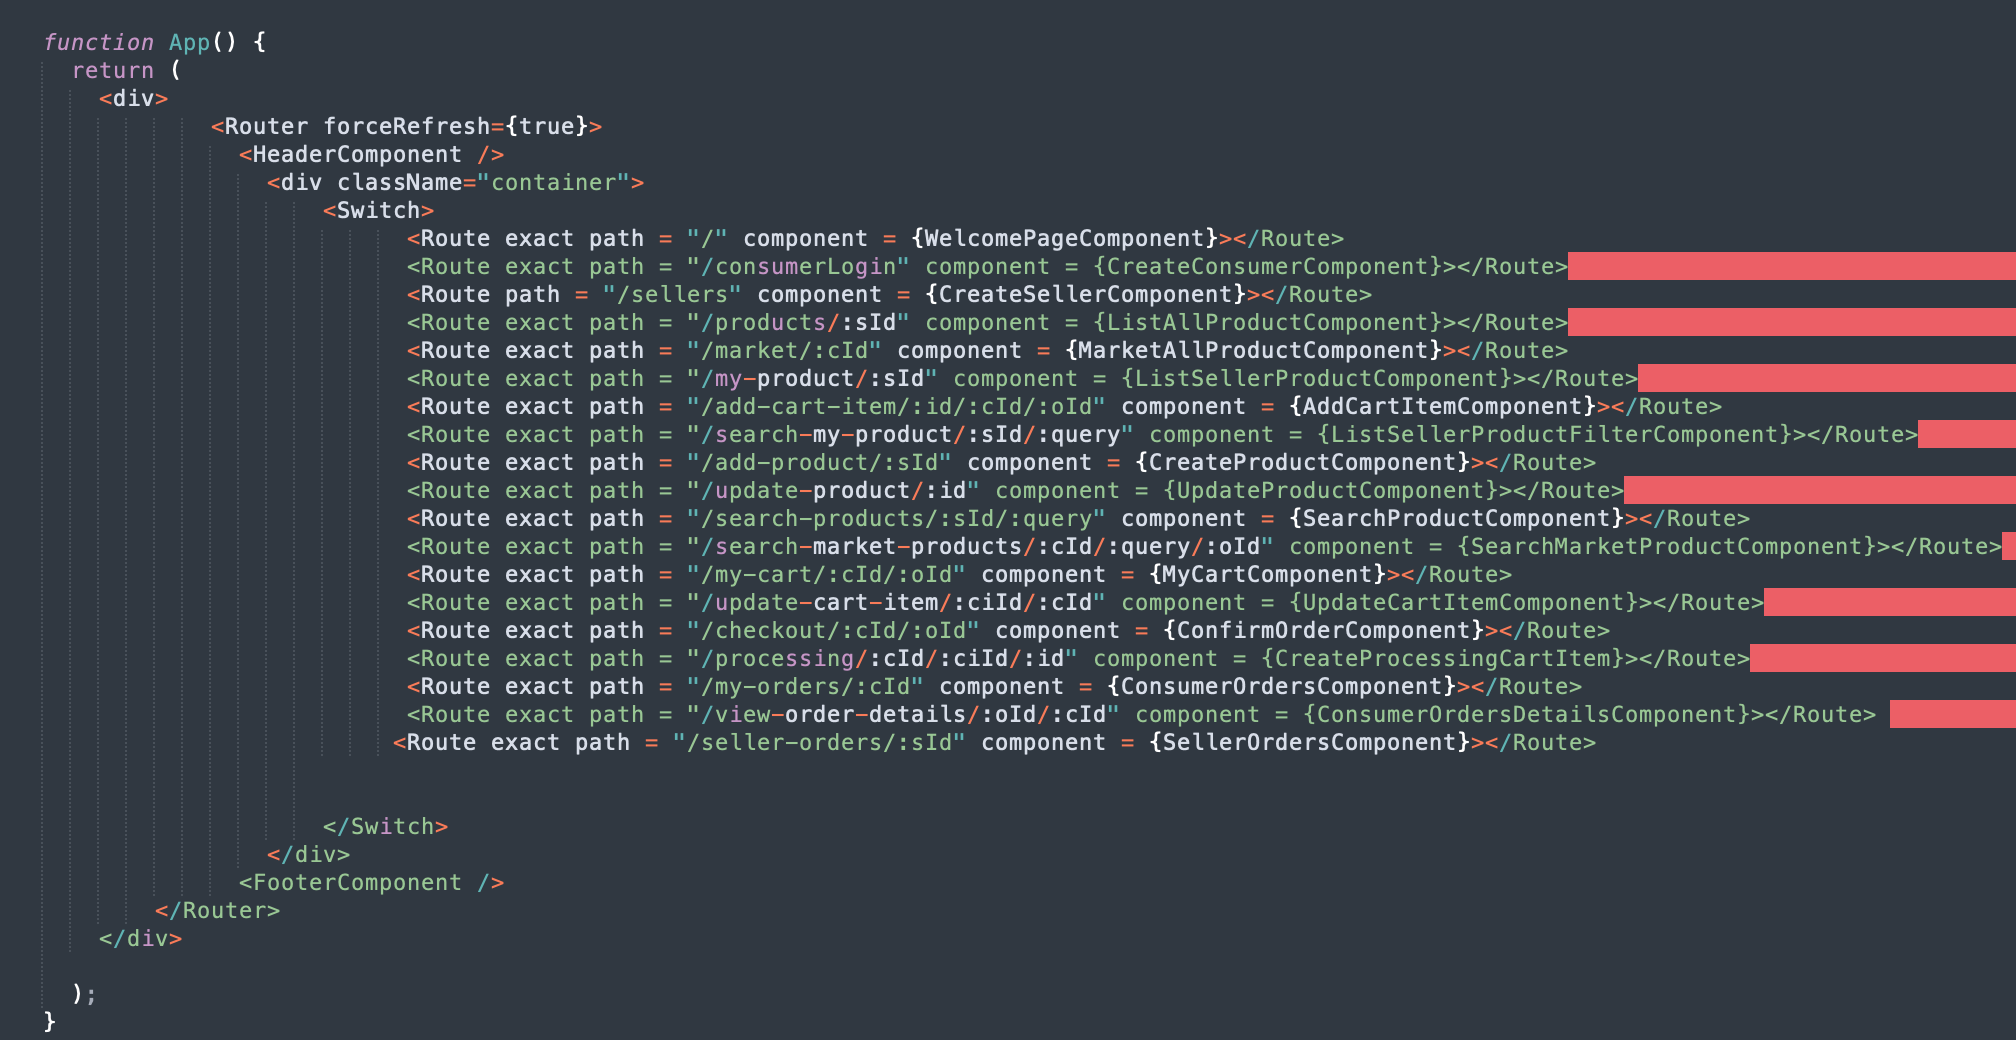 function App() {
return (
<div>
<Router forceRefresh={true}>
<HeaderComponent />
<div className="container">
<Switch>
<Route exact path = "/" component = {WelcomePageComponent}></Route>
<Route exact path = "/consumerLogin" component = {CreateConsumerComponent}></Route>
<Route path = "/sellers" component = {CreateSellerComponent}></Route>
<Route exact path = "/products/:sId" component = {ListAllProductComponent}></Route>
<Route exact path = "/market/:cId" component = {MarketAllProductComponent}></Route>
<Route exact path = "/my-product/:sId" component = {ListSellerProductComponent}></Route>
<Route exact path = "/add-cart-item/:id/:cId/:oId" component = {AddCartItemComponent}></Route>
<Route exact path = "/search-my-product/:sId/:query" component = {ListSellerProductFilterComponent}></Route>
<Route exact path = "/add-product/:sId" component = {CreateProductComponent}></Route>
<Route exact path = "/update-product/:id" component = {UpdateProductComponent}></Route>
<Route exact path = "/search-products/:sId/:query" component = {SearchProductComponent}></Route>
<Route exact path = "/search-market-products/:cId/:query/:oId" component = {SearchMarketProductComponent}></Route>
<Route exact path = "/my-cart/:cId/:oId" component = {MyCartComponent}></Route>
<Route exact path = "/update-cart-item/:ciId/:cId" component = {UpdateCartItemComponent}></Route>
<Route exact path = "/checkout/:cId/:oId" component = {ConfirmOrderComponent}></Route>
<Route exact path = "/processing/:cId/:ciId/:id" component = {CreateProcessingCartItem}></Route>
<Route exact path = "/my-orders/:cId" component = {ConsumerOrdersComponent}></Route>
<Route exact path = "/view-order-details/:oId/:cId" component = {ConsumerOrdersDetailsComponent}></Route>
<Route exact path = "/seller-orders/:sId" component = {SellerOrdersComponent}></Route>
</Switch>
</div>
<FooterComponent />
</Router>
</div>
);
}